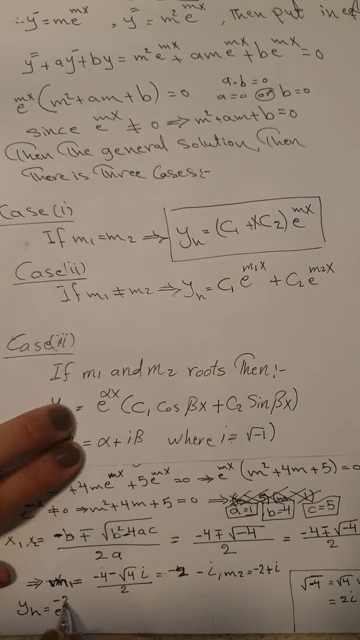 ∴ ȳ = me^mx , ȳ̄ = m²e^mx , Then put in eq
ȳ̄ + aȳ + by = m²e^mx + ame^mx + be^mx = 0
e^mx (m² + am + b) = 0
a·b = 0
a = 0 or b = 0
since e^mx ≠ 0 ⇒ m² + am + b = 0
Then The general solution, Then
There is Three Cases:-
Case(i)
If m₁ = m₂ ⇒ yₕ = (C₁ + XC₂) e^mx
Case(ii)
If m₁ ≠ m₂ ⇒ yₕ = C₁e^m₁x + C₂e^m₂x
Case(iii)
If m₁ and m₂ roots Then:-
= e^αx (C₁ Cos βx + C₂ Sin βx)
= α + iβ where i = √-1)
+ 4me^mx + 5e^mx = 0 → e^mx (m² + 4m + 5) = 0
≠ 0 ⇒ m² + 4m + 5 = 0 ⇒
a=1 b=4 c=5
x₁,x₂ = (-b ∓ √(b² - 4ac)) / 2a = (-4 ∓ √-4) / 2 = (-4 ∓ √-4) / 2
⇒ m₁ = (-4 - √4 i) / 2 = -2 - i, m₂ = -2 + i
√-4 = √4
= 2i
yₕ = e^-2